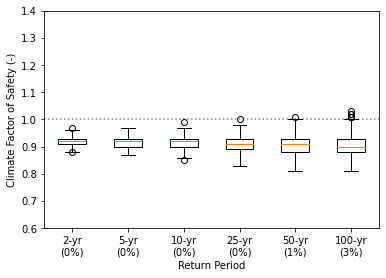 Climate Factor of Safety (-)
1.4
1.3
1.2
1.1
1.0
0.9
0.8
0.7
0.6
2-yr 5-yr 10-yr 25-yr 50-yr 100-yr
(0%) (0%) (0%) (0%) (1%) (3%)
Return Period